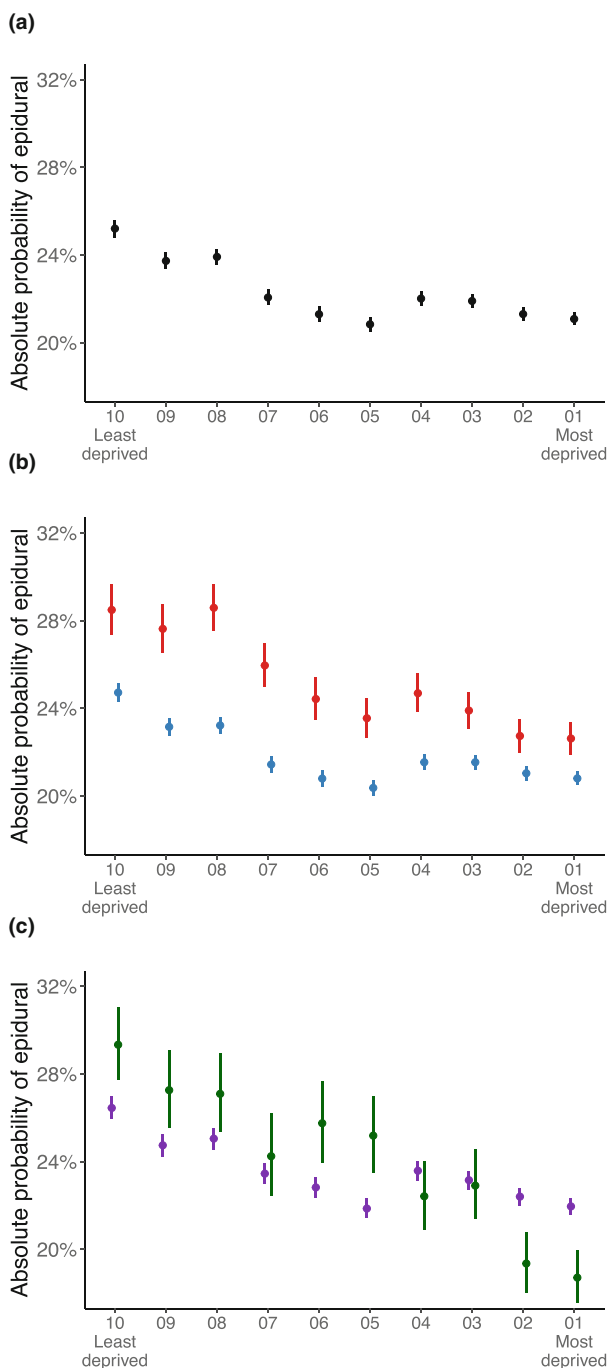 (a)
Absolute probability of epidural
32%
28%
24%
20%
10 09 08 07 06 05 04 03 02 01
Least Most
deprived deprived
(b)
Absolute probability of epidural
32%
28%
24%
20%
10 09 08 07 06 05 04 03 02 01
Least Most
deprived deprived
(c)
Absolute probability of epidural
32%
28%
24%
20%
10 09 08 07 06 05 04 03 02 01
Least Most
deprived deprived